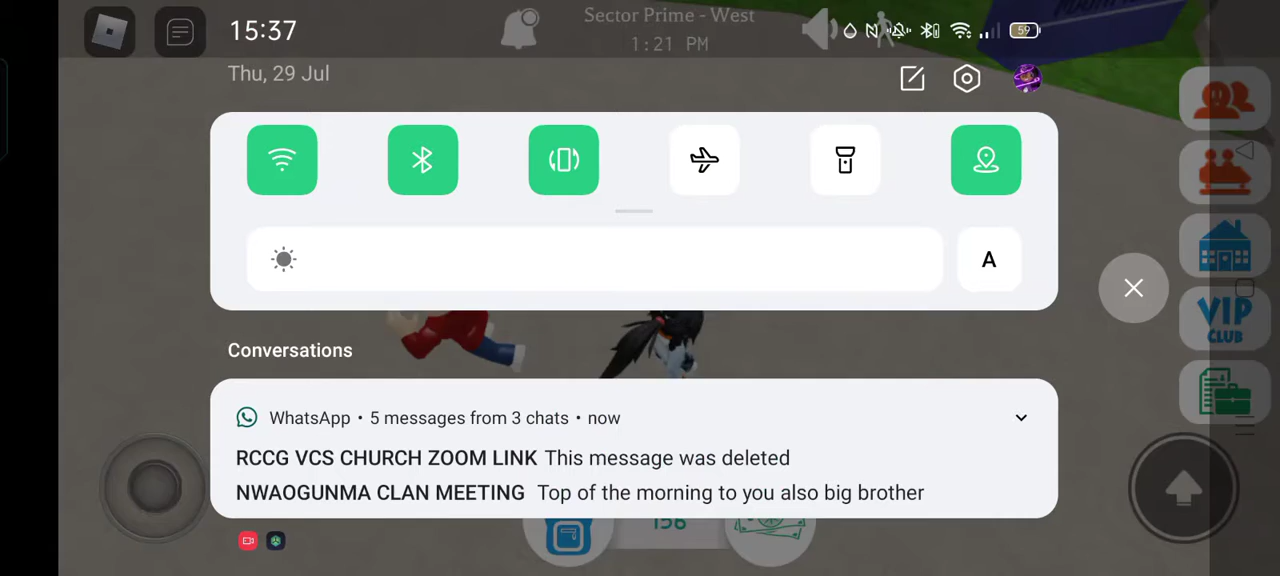 15:37
Sector Prime - West
1:21 PM
59
Thu, 29 Jul
A
VIP
CLUB
Conversations
WhatsApp • 5 messages from 3 chats • now
RCCG VCS CHURCH ZOOM LINK This message was deleted
NWAOGUNMA CLAN MEETING Top of the morning to you also big brother
156